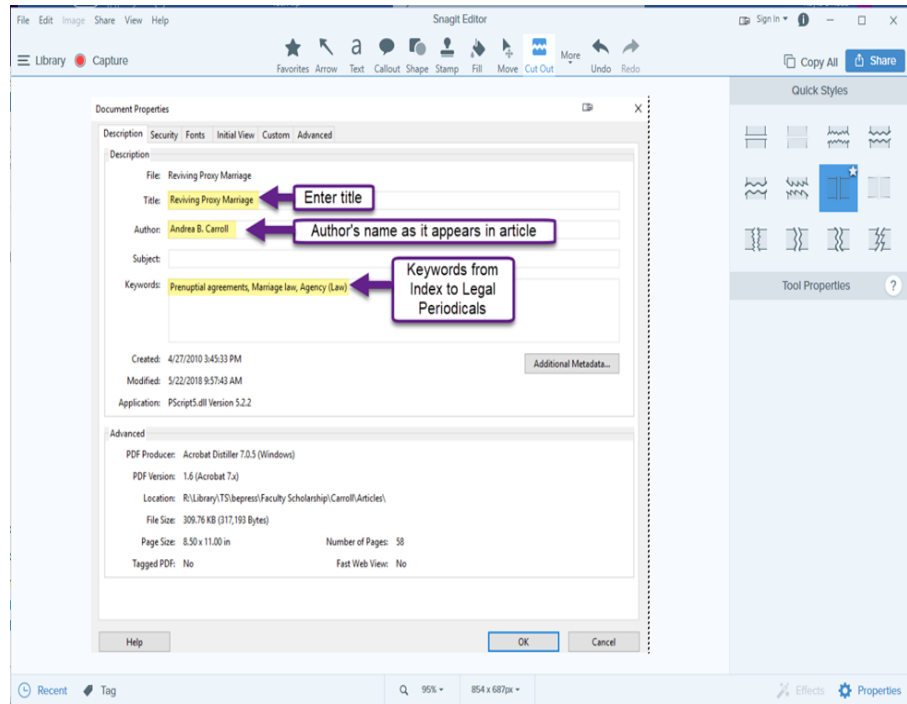 Snagit Editor
File Edit Image Share View Help
Sign in
Library Capture
Favorites Arrow Text Callout Shape Stamp Fill Move Cut Out More Undo Redo
Copy All Share
Quick Styles
Tool Properties ?
Document Properties
Description Security Fonts Initial View Custom Advanced
Description
File: Reviving Proxy Marriage
Title: Reviving Proxy Marriage
Enter title
Author: Andrea B. Carroll
Author's name as it appears in article
Subject:
Keywords: Prenuptial agreements, Marriage law, Agency (Law)
Keywords from
Index to Legal
Periodicals
Created: 4/27/2010 3:45:33 PM
Additional Metadata...
Modified: 5/22/2018 9:57:43 AM
Application: PScript5.dll Version 5.2.2
Advanced
PDF Producer: Acrobat Distiller 7.0.5 (Windows)
PDF Version: 1.6 (Acrobat 7.x)
Location: R:\Library\TS\bepress\Faculty Scholarship\Carroll\Articles\
File Size: 309.76 KB (317,193 Bytes)
Page Size: 8.50 x 11.00 in Number of Pages: 58
Tagged PDF: No Fast Web View: No
Help OK Cancel
Recent Tag 95% 854 x 687px Effects Properties